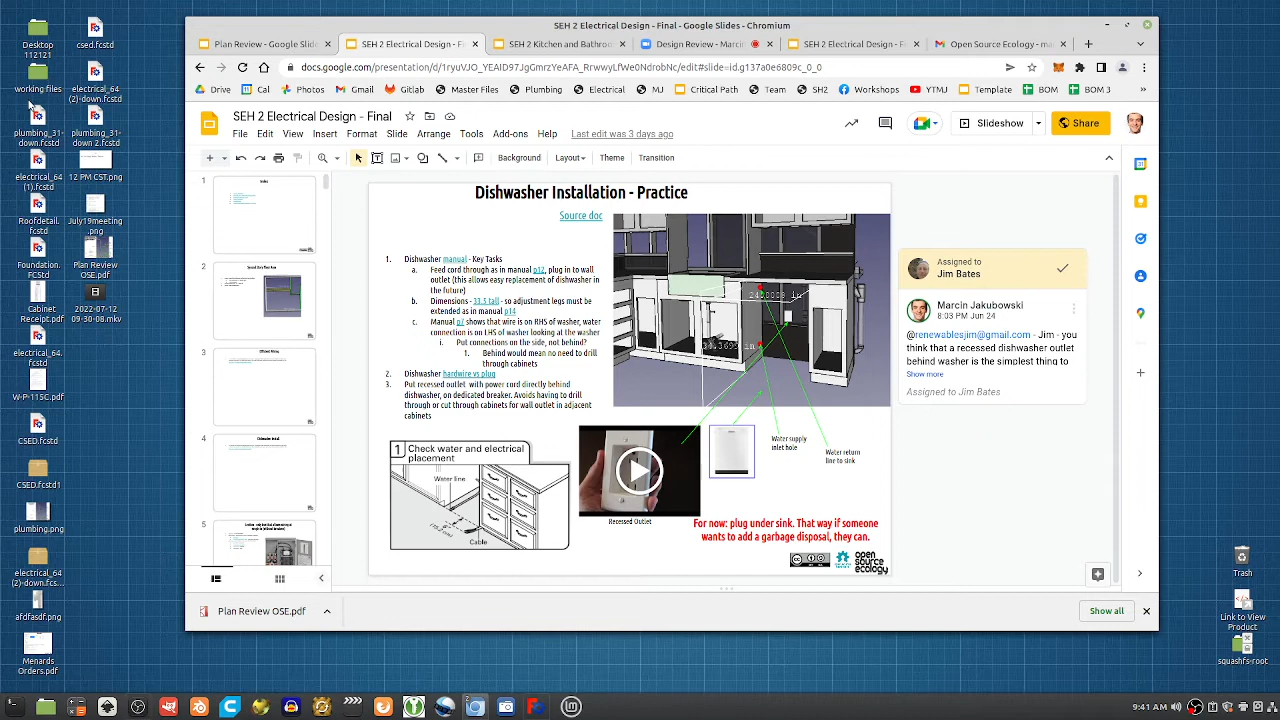 SEH 2 Electrical Design - Final - Google Slides - Chromium
Plan Review - Google Slide
SEH 2 Electrical Design - F
SEH 2 Kitchen and Bathroo
Design Review - Marcin
SEH 2 Electrical Design - F
Open Source Ecology - ma
docs.google.com/presentation/d/1ryu1zx_YEAID97JgGmrzYeAFA_RrwwyLfWe0NdrobNc/edit#slide=id.g137a0e6809c_0_0
Drive
Cal
Photos
Gmail
Gitlab
Master Files
Plumbing
Electrical
MJ
Critical Path
Team
SH2
Workshops
YTMJ
Template
BOM
BOM 3
SEH 2 Electrical Design - Final
File
Edit
View
Insert
Format
Slide
Arrange
Tools
Add-ons
Help
Last edit was 3 days ago
Slideshow
Share
Background
Layout
Theme
Transition
1
2
3
4
5
Dishwasher Installation - Practice
Source doc
1. Dishwasher manual - Key Tasks
a. Feed cord through as in manual p12, plug in to wall
outlet (this allows easy replacement of dishwasher in
the future)
b. Dimensions - 33.5 tall - so adjustment legs must be
extended as in manual p14
c. Manual p7 shows that wire is on RHS of washer, water
connection is on LHS of washer looking at the washer
i. Put connections on the side, not behind?
1. Behind would mean no need to drill
through cabinets
2. Dishwasher hardwire vs plug
3. Put recessed outlet with power cord directly behind
dishwasher, on dedicated breaker. Avoids having to drill
through or cut through cabinets for wall outlet in adjacent
cabinets
1 Check water and electrical
placement
Water line
Cable
Recessed Outlet
Water supply
inlet hole
Water return
line to sink
For now: plug under sink. That way if someone
wants to add a garbage disposal, they can.
open
source
ecology
Assigned to
Jim Bates
Marcin Jakubowski
8:03 PM Jun 24
@renewablesjim@gmail.com - Jim - you
think that a recessed dishwasher outlet
behind washer is the simplest thing to
Show more
Assigned to Jim Bates
Plan Review OSE.pdf
Show all
Desktop
122121
csed.fcstd
working files
electrical_64
(2)-down.fcstd
plumbing_31-
down.fcstd
plumbing_31-
down 2.fcstd
electrical_64
(1).fcstd
12 PM CST.png
Roofdetail.
fcstd
July19meeting
.png
Foundation.
fcstd
Plan Review
OSE.pdf
Cabinet
Receipt.pdf
2022-07-12
09-30-08.mkv
electrical_64.
fcstd
W-P-115C.pdf
CSED.fcstd
CSED.fcstd1
plumbing.png
electrical_64
(2)-down.fcs...
afdfasdf.png
Menards
Orders.pdf
Trash
Link to View
Product
squashfs-root
9:41 AM